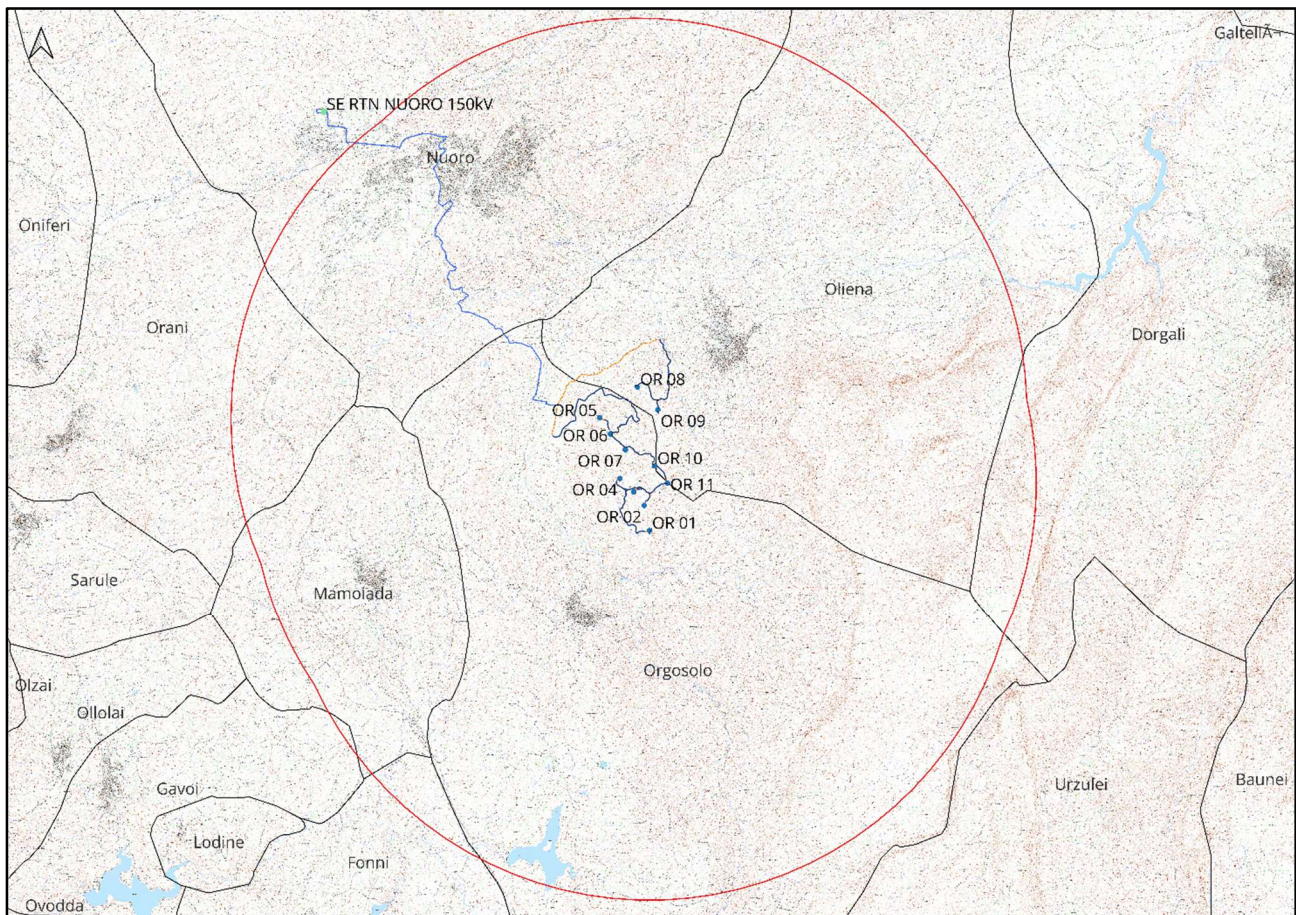 Galtellã¬
SE RTN NUORO 150kV
Nuoro
Oniferi
Oliena
Orani
Dorgali
OR 08
OR 05
OR 09
OR 06
OR 07
OR 10
OR 04
OR 11
OR 02
OR 01
Sarule
Mamoiada
Orgosolo
Olzai
Ollolai
Gavoi
Urzulei
Baunei
Lodine
Fonni
Ovodda